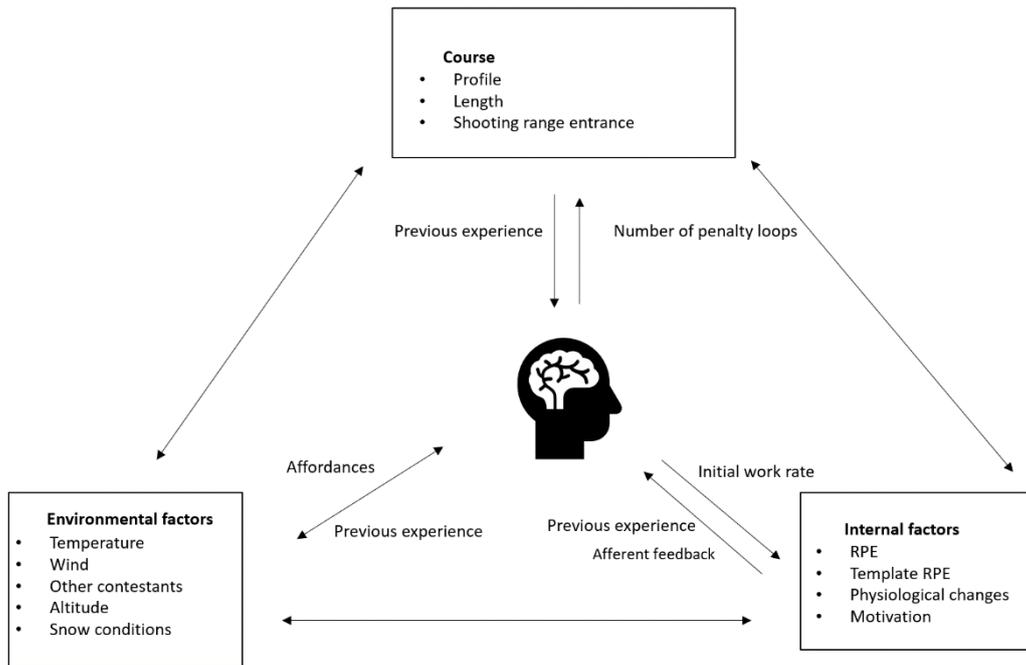 Course
• Profile
• Length
• Shooting range entrance
Previous experience
Number of penalty loops
Affordances
Previous experience
Initial work rate
Previous experience
Afferent feedback
Environmental factors
• Temperature
• Wind
• Other contestants
• Altitude
• Snow conditions
Internal factors
• RPE
• Template RPE
• Physiological changes
• Motivation